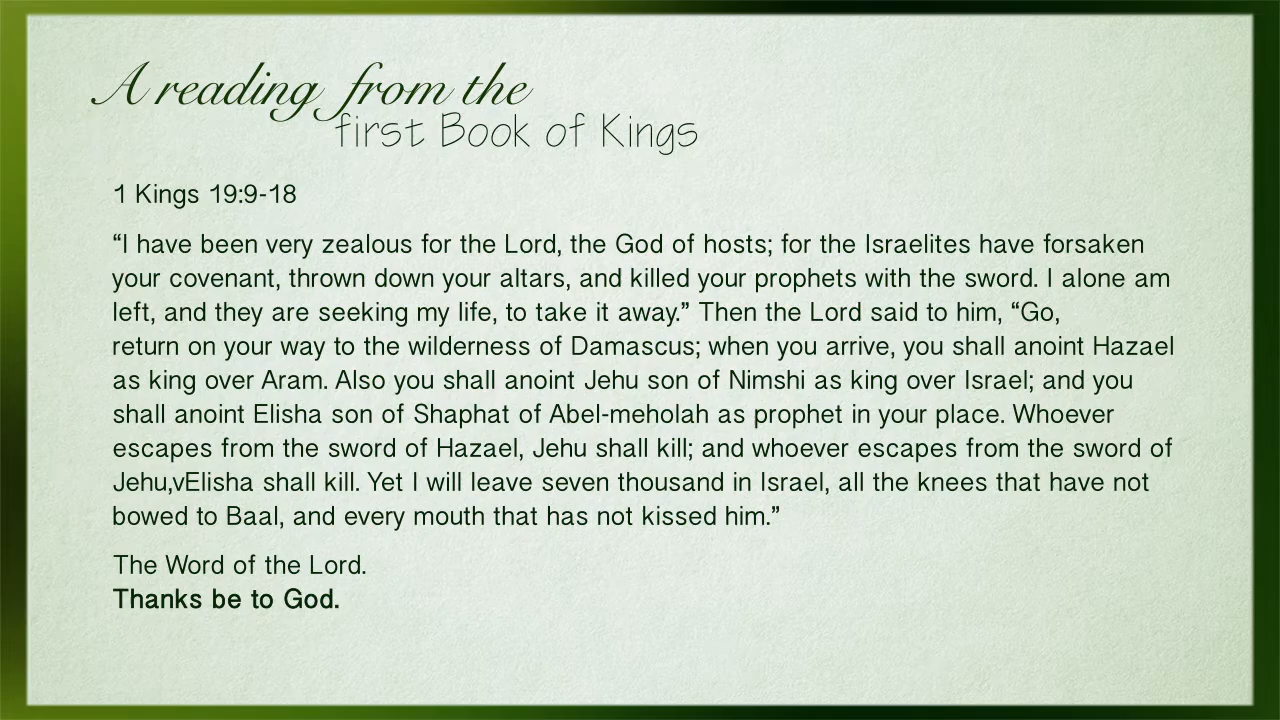 A reading from the
first Book of Kings
1 Kings 19:9-18
“I have been very zealous for the Lord, the God of hosts; for the Israelites have forsaken
your covenant, thrown down your altars, and killed your prophets with the sword. I alone am
left, and they are seeking my life, to take it away.” Then the Lord said to him, “Go,
return on your way to the wilderness of Damascus; when you arrive, you shall anoint Hazael
as king over Aram. Also you shall anoint Jehu son of Nimshi as king over Israel; and you
shall anoint Elisha son of Shaphat of Abel-meholah as prophet in your place. Whoever
escapes from the sword of Hazael, Jehu shall kill; and whoever escapes from the sword of
Jehu,vElisha shall kill. Yet I will leave seven thousand in Israel, all the knees that have not
bowed to Baal, and every mouth that has not kissed him.”
The Word of the Lord.
Thanks be to God.